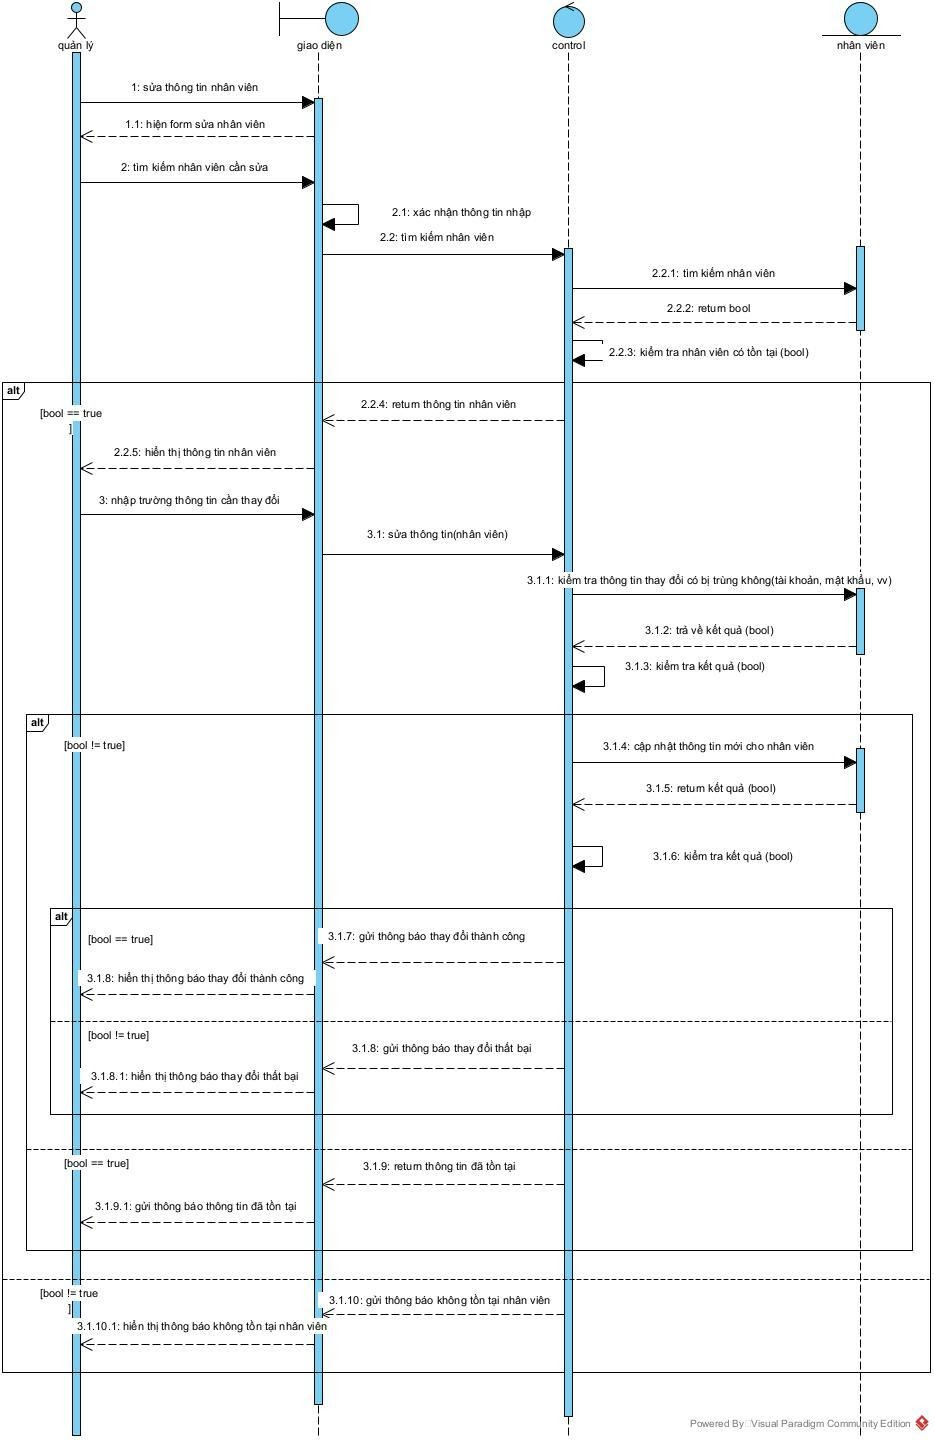 quản lý
giao diện
control
nhân viên
1: sửa thông tin nhân viên
1.1: hiện form sửa nhân viên
2: tìm kiếm nhân viên cần sửa
2.1: xác nhận thông tin nhập
2.2: tìm kiếm nhân viên
2.2.1: tìm kiếm nhân viên
2.2.2: return bool
2.2.3: kiểm tra nhân viên có tồn tại (bool)
alt
[bool == true
]
2.2.4: return thông tin nhân viên
2.2.5: hiển thị thông tin nhân viên
3: nhập trường thông tin cần thay đổi
3.1: sửa thông tin(nhân viên)
3.1.1: kiểm tra thông tin thay đổi có bị trùng không(tài khoản, mật khẩu, vv)
3.1.2: trả về kết quả (bool)
3.1.3: kiểm tra kết quả (bool)
alt
[bool != true]
3.1.4: cập nhật thông tin mới cho nhân viên
3.1.5: return kết quả (bool)
3.1.6: kiểm tra kết quả (bool)
alt
[bool == true]
3.1.7: gửi thông báo thay đổi thành công
3.1.8: hiển thị thông báo thay đổi thành công
[bool != true]
3.1.8: gửi thông báo thay đổi thất bại
3.1.8.1: hiển thị thông báo thay đổi thất bại
[bool == true]
3.1.9: return thông tin đã tồn tại
3.1.9.1: gửi thông báo thông tin đã tồn tại
[bool != true
]
3.1.10: gửi thông báo không tồn tại nhân viên
3.1.10.1: hiển thị thông báo không tồn tại nhân viên
Powered By Visual Paradigm Community Edition